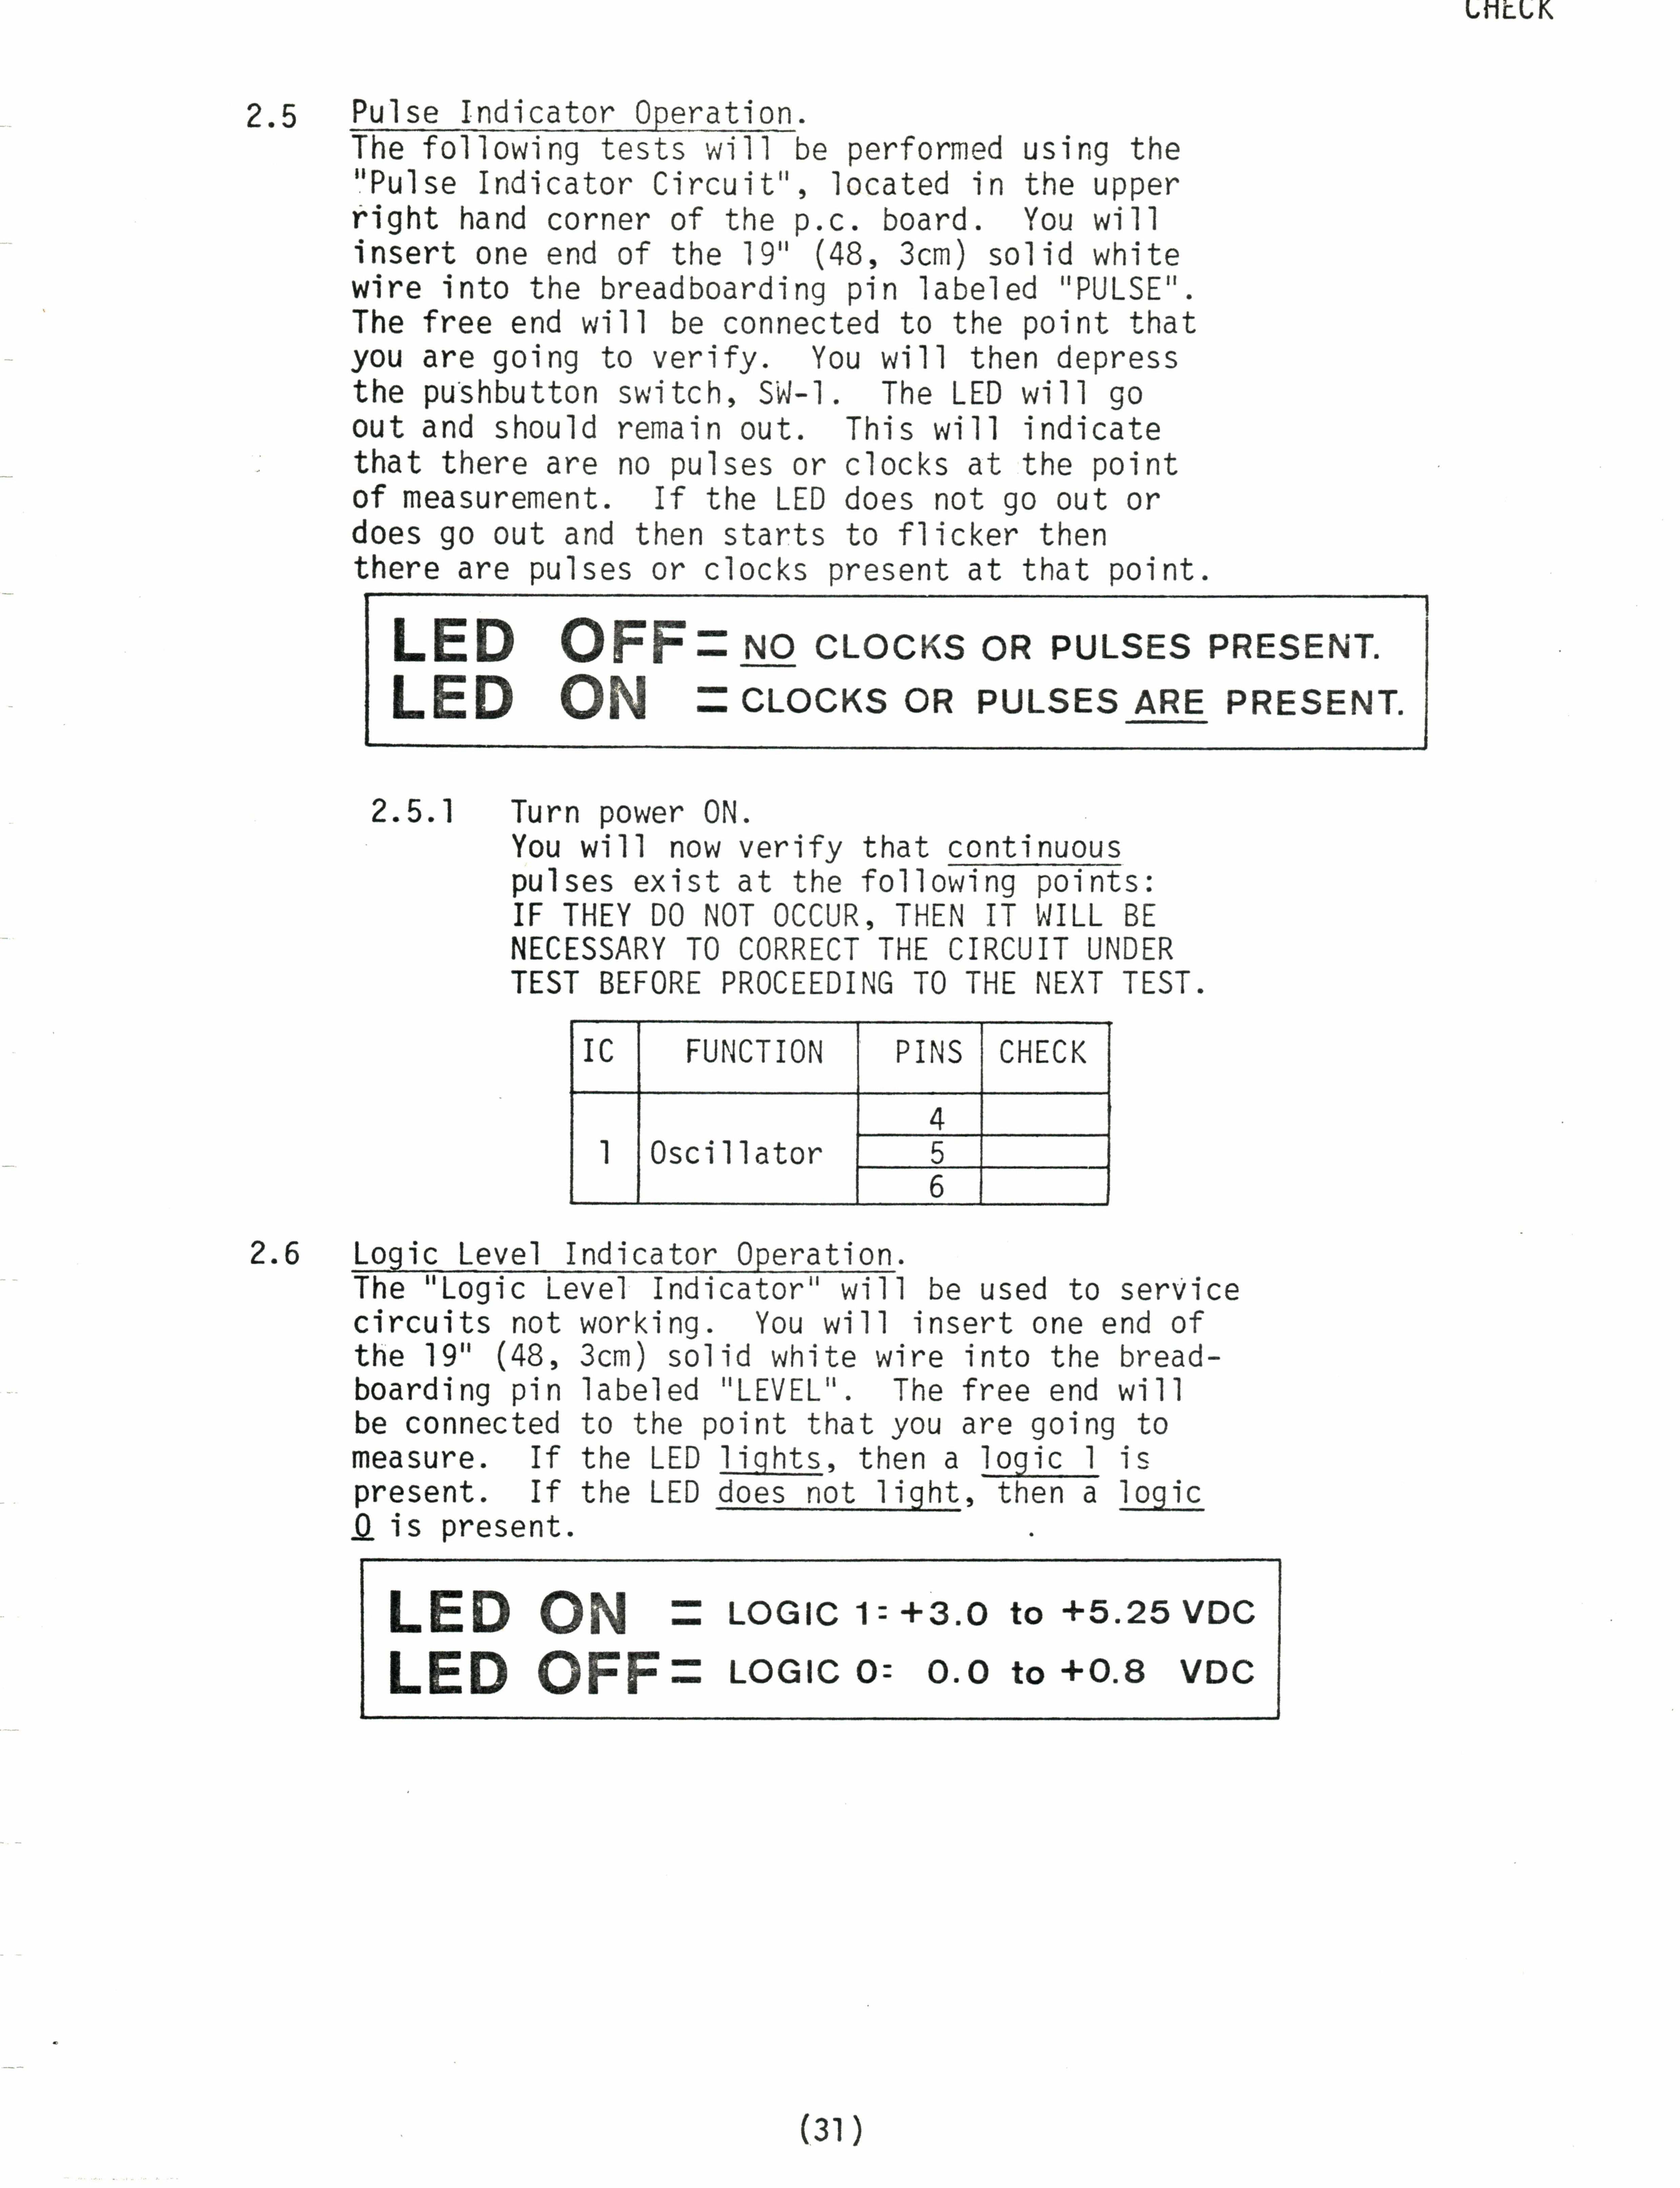 CHECK
2.5 Pulse Indicator Operation.
The following tests will be performed using the
"Pulse Indicator Circuit", located in the upper
right hand corner of the p.c. board. You will
insert one end of the 19" (48, 3cm) solid white
wire into the breadboarding pin labeled "PULSE".
The free end will be connected to the point that
you are going to verify. You will then depress
the pushbutton switch, SW-1. The LED will go
out and should remain out. This will indicate
that there are no pulses or clocks at the point
of measurement. If the LED does not go out or
does go out and then starts to flicker then
there are pulses or clocks present at that point.
LED OFF= NO CLOCKS OR PULSES PRESENT.
LED ON = CLOCKS OR PULSES ARE PRESENT.
2.5.1 Turn power ON.
You will now verify that continuous
pulses exist at the following points:
IF THEY DO NOT OCCUR, THEN IT WILL BE
NECESSARY TO CORRECT THE CIRCUIT UNDER
TEST BEFORE PROCEEDING TO THE NEXT TEST.
IC FUNCTION PINS CHECK
4
1 Oscillator 5
6
2.6 Logic Level Indicator Operation.
The "Logic Level Indicator" will be used to service
circuits not working. You will insert one end of
the 19" (48, 3cm) solid white wire into the bread-
boarding pin labeled "LEVEL". The free end will
be connected to the point that you are going to
measure. If the LED lights, then a logic 1 is
present. If the LED does not light, then a logic
0 is present.
LED ON = LOGIC 1= +3.0 to +5.25 VDC
LED OFF= LOGIC 0= 0.0 to +0.8 VDC
(31)